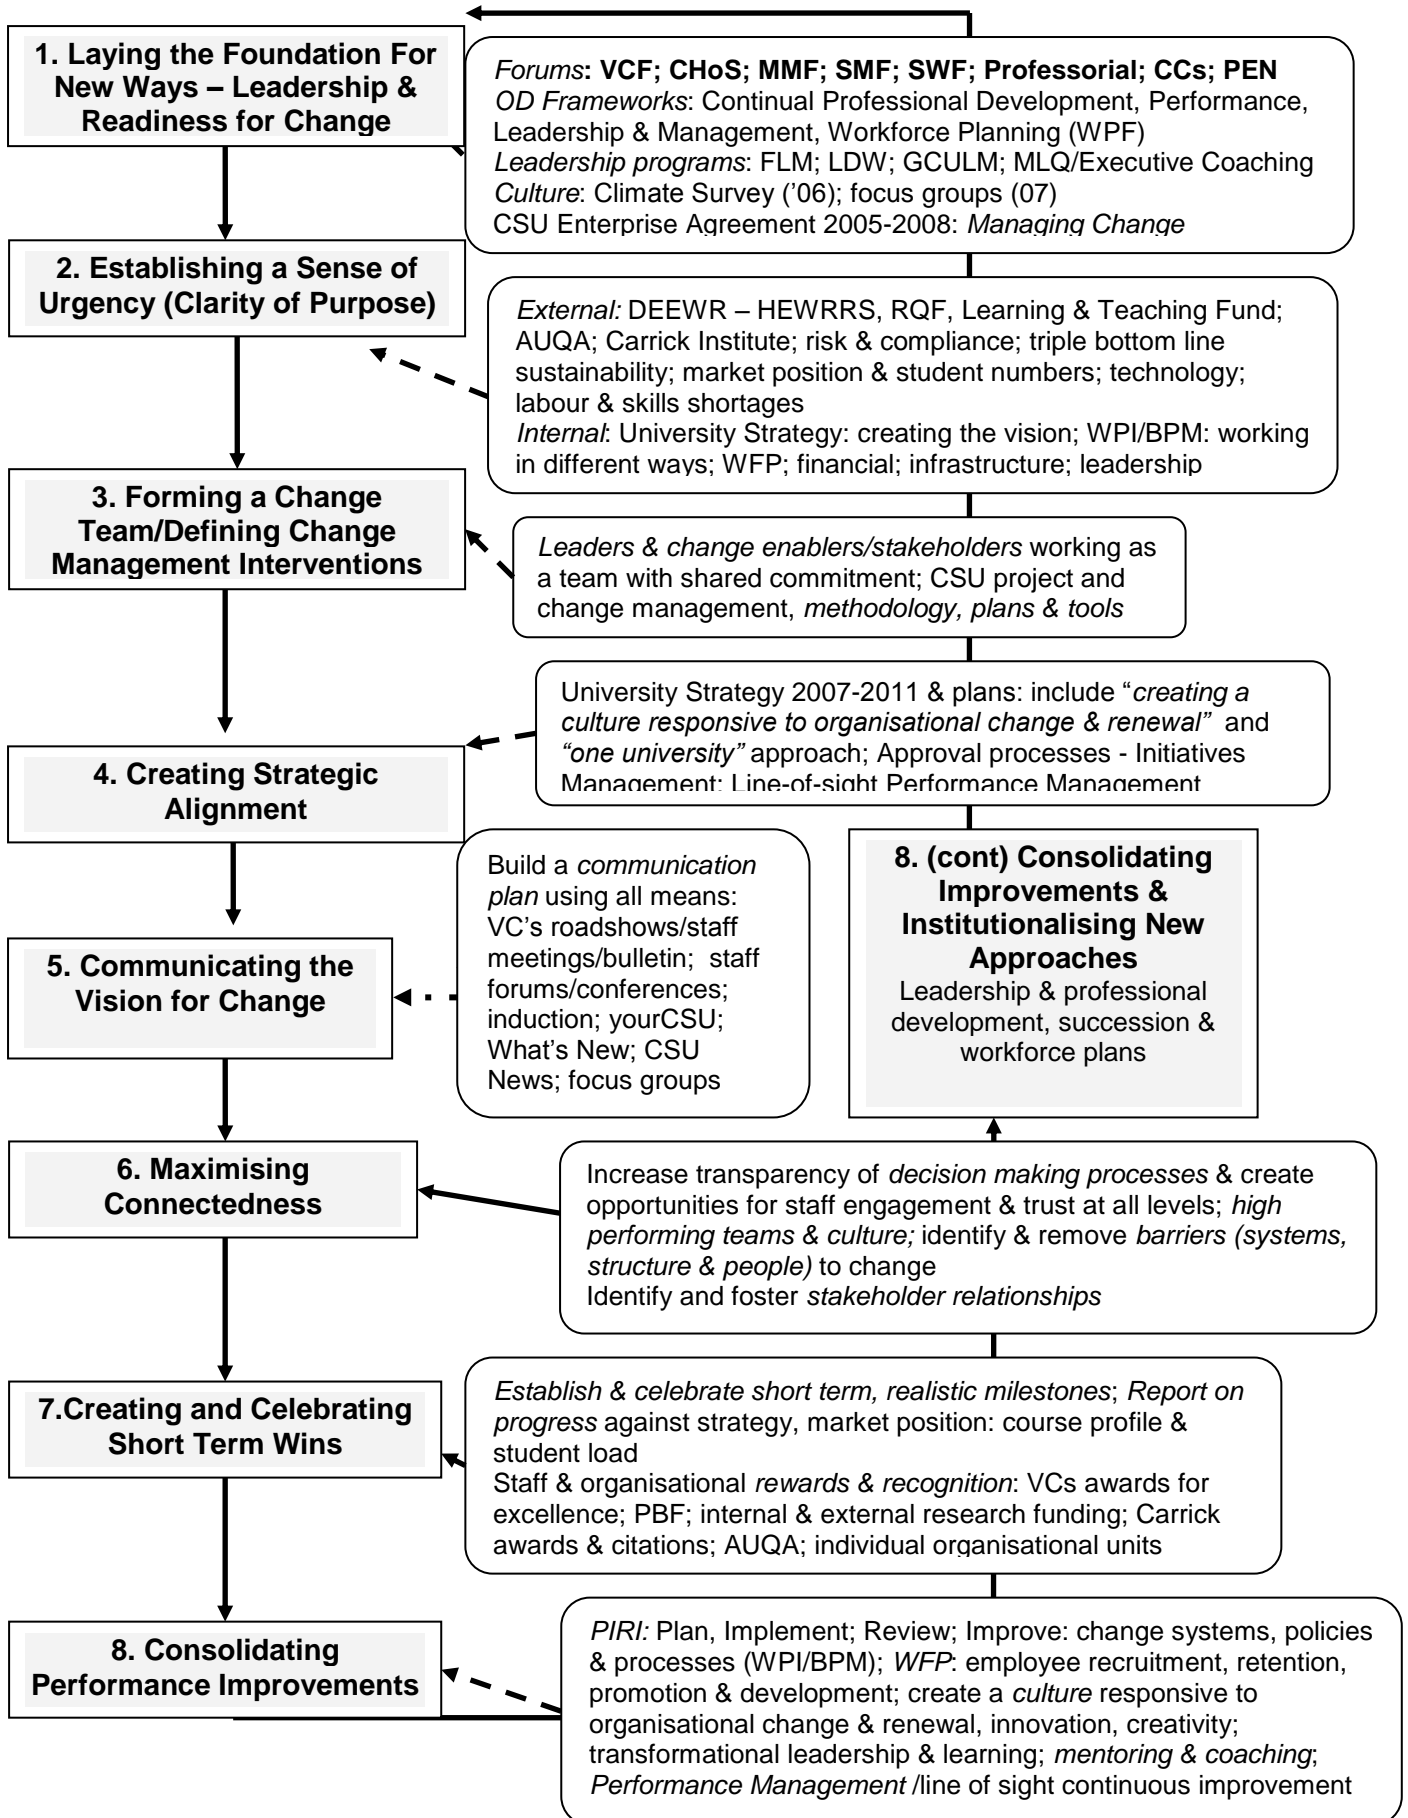 1. Laying the Foundation For
New Ways – Leadership &
Readiness for Change
Forums: VCF; CHoS; MMF; SMF; SWF; Professorial; CCs; PEN
OD Frameworks: Continual Professional Development, Performance,
Leadership & Management, Workforce Planning (WPF)
Leadership programs: FLM; LDW; GCULM; MLQ/Executive Coaching
Culture: Climate Survey ('06); focus groups (07)
CSU Enterprise Agreement 2005-2008: Managing Change
2. Establishing a Sense of
Urgency (Clarity of Purpose)
External: DEEWR – HEWRRS, RQF, Learning & Teaching Fund;
AUQA; Carrick Institute; risk & compliance; triple bottom line
sustainability; market position & student numbers; technology;
labour & skills shortages
Internal: University Strategy: creating the vision; WPI/BPM: working
in different ways; WFP; financial; infrastructure; leadership
3. Forming a Change
Team/Defining Change
Management Interventions
Leaders & change enablers/stakeholders working as
a team with shared commitment; CSU project and
change management, methodology, plans & tools
University Strategy 2007-2011 & plans: include “creating a
culture responsive to organisational change & renewal” and
“one university” approach; Approval processes - Initiatives
Management; Line-of-sight Performance Management
4. Creating Strategic
Alignment
Build a communication
plan using all means:
VC’s roadshows/staff
meetings/bulletin; staff
forums/conferences;
induction; yourCSU;
What’s New; CSU
News; focus groups
8. (cont) Consolidating
Improvements &
Institutionalising New
Approaches
Leadership & professional
development, succession &
workforce plans
5. Communicating the
Vision for Change
6. Maximising
Connectedness
Increase transparency of decision making processes & create
opportunities for staff engagement & trust at all levels; high
performing teams & culture; identify & remove barriers (systems,
structure & people) to change
Identify and foster stakeholder relationships
7.Creating and Celebrating
Short Term Wins
Establish & celebrate short term, realistic milestones; Report on
progress against strategy, market position: course profile &
student load
Staff & organisational rewards & recognition: VCs awards for
excellence; PBF; internal & external research funding; Carrick
awards & citations; AUQA; individual organisational units
8. Consolidating
Performance Improvements
PIRI: Plan, Implement; Review; Improve: change systems, policies
& processes (WPI/BPM); WFP: employee recruitment, retention,
promotion & development; create a culture responsive to
organisational change & renewal, innovation, creativity;
transformational leadership & learning; mentoring & coaching;
Performance Management /line of sight continuous improvement